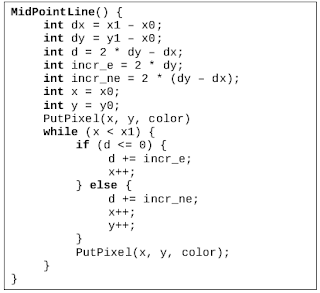 MidPointLine() {
int dx = x1 - x0;
int dy = y1 - y0;
int d = 2 * dy - dx;
int incr_e = 2 * dy;
int incr_ne = 2 * (dy - dx);
int x = x0;
int y = y0;
PutPixel(x, y, color)
while (x < x1) {
if (d <= 0) {
d += incr_e;
x++;
} else {
d += incr_ne;
x++;
y++;
}
PutPixel(x, y, color);
}
}